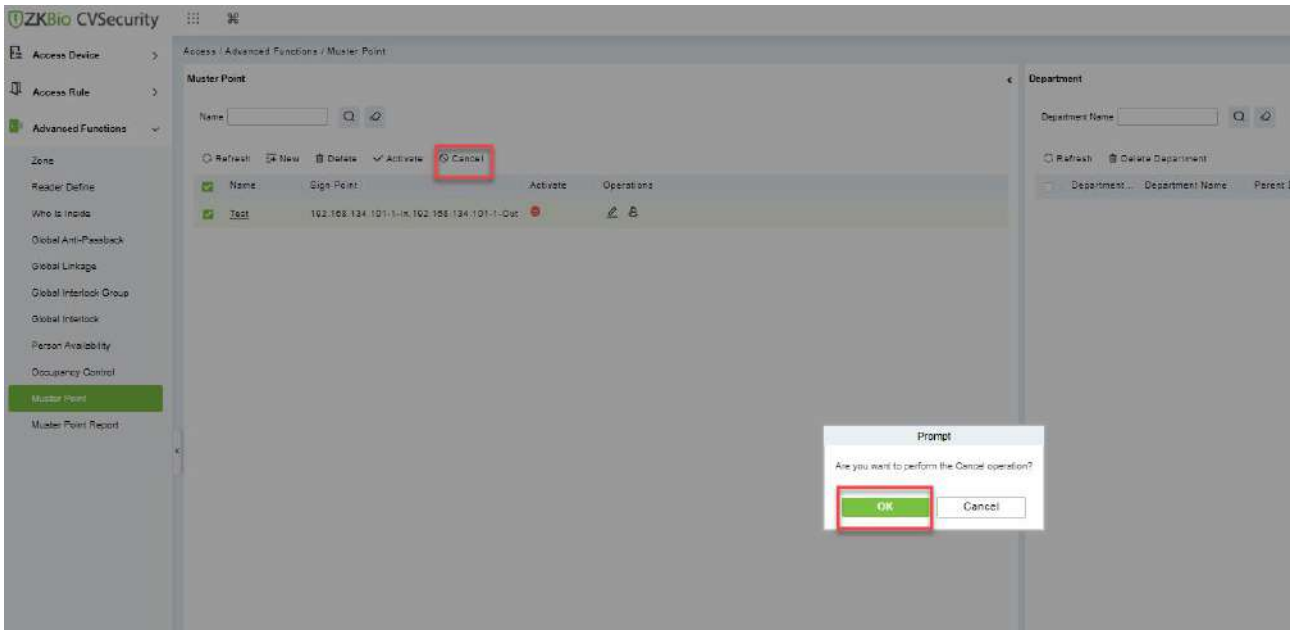 ZKBio CVSecurity
Access Device
Access Rule
Advanced Functions
Zone
Reader Define
Who Is Inside
Global Anti-Passback
Global Linkage
Global Interlock Group
Global Interlock
Person Availability
Occupancy Control
Muster Point
Muster Point Report
Access / Advanced Functions / Muster Point
Muster Point
Name
Refresh New Delete Activate Cancel
Name Sign Point Activate Operations
Test 192.168.134.101-1-In,192.168.134.101-1-Out
Department
Department Name
Refresh Delete Department
Department... Department Name Parent
Prompt
Are you want to perform the Cancel operation?
OK Cancel